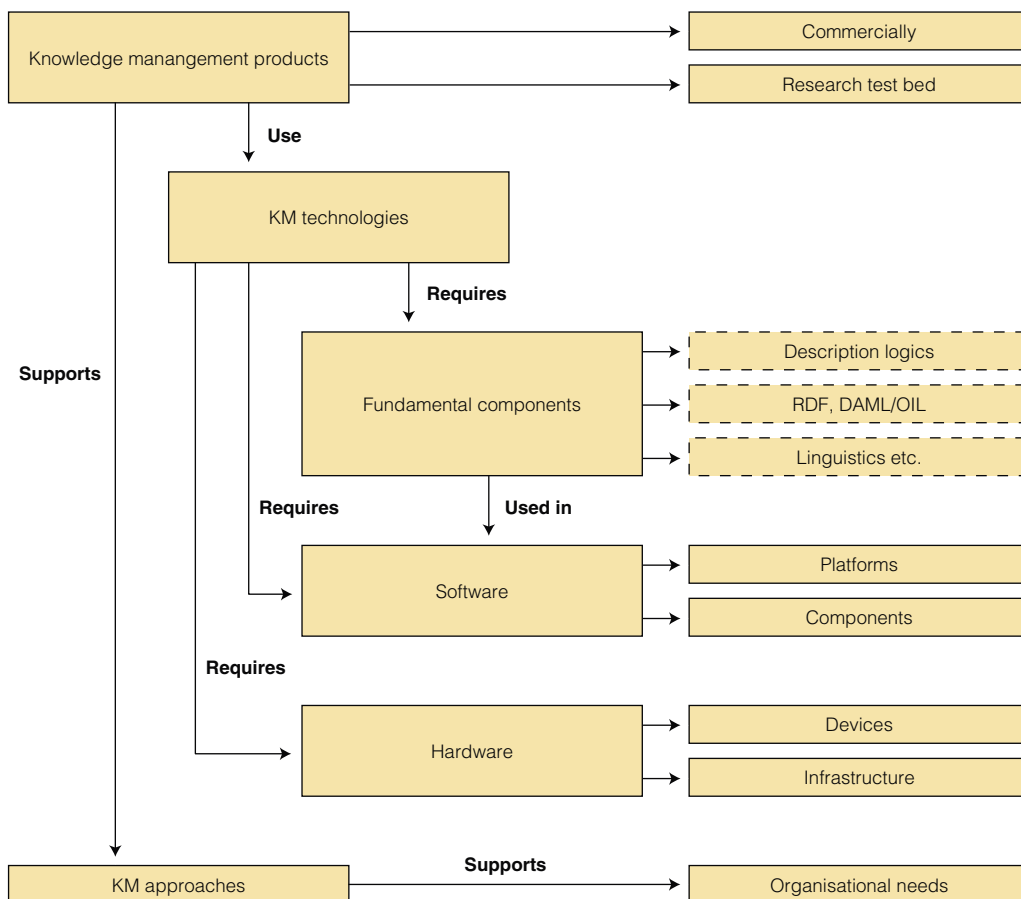 Commercially
Knowledge manangement products
Research test bed
Use
KM technologies
Requires
Description logics
Supports
Fundamental components
RDF, DAML/OIL
Linguistics etc.
Requires
Used in
Platforms
Software
Components
Requires
Devices
Hardware
Infrastructure
Supports
KM approaches
Organisational needs